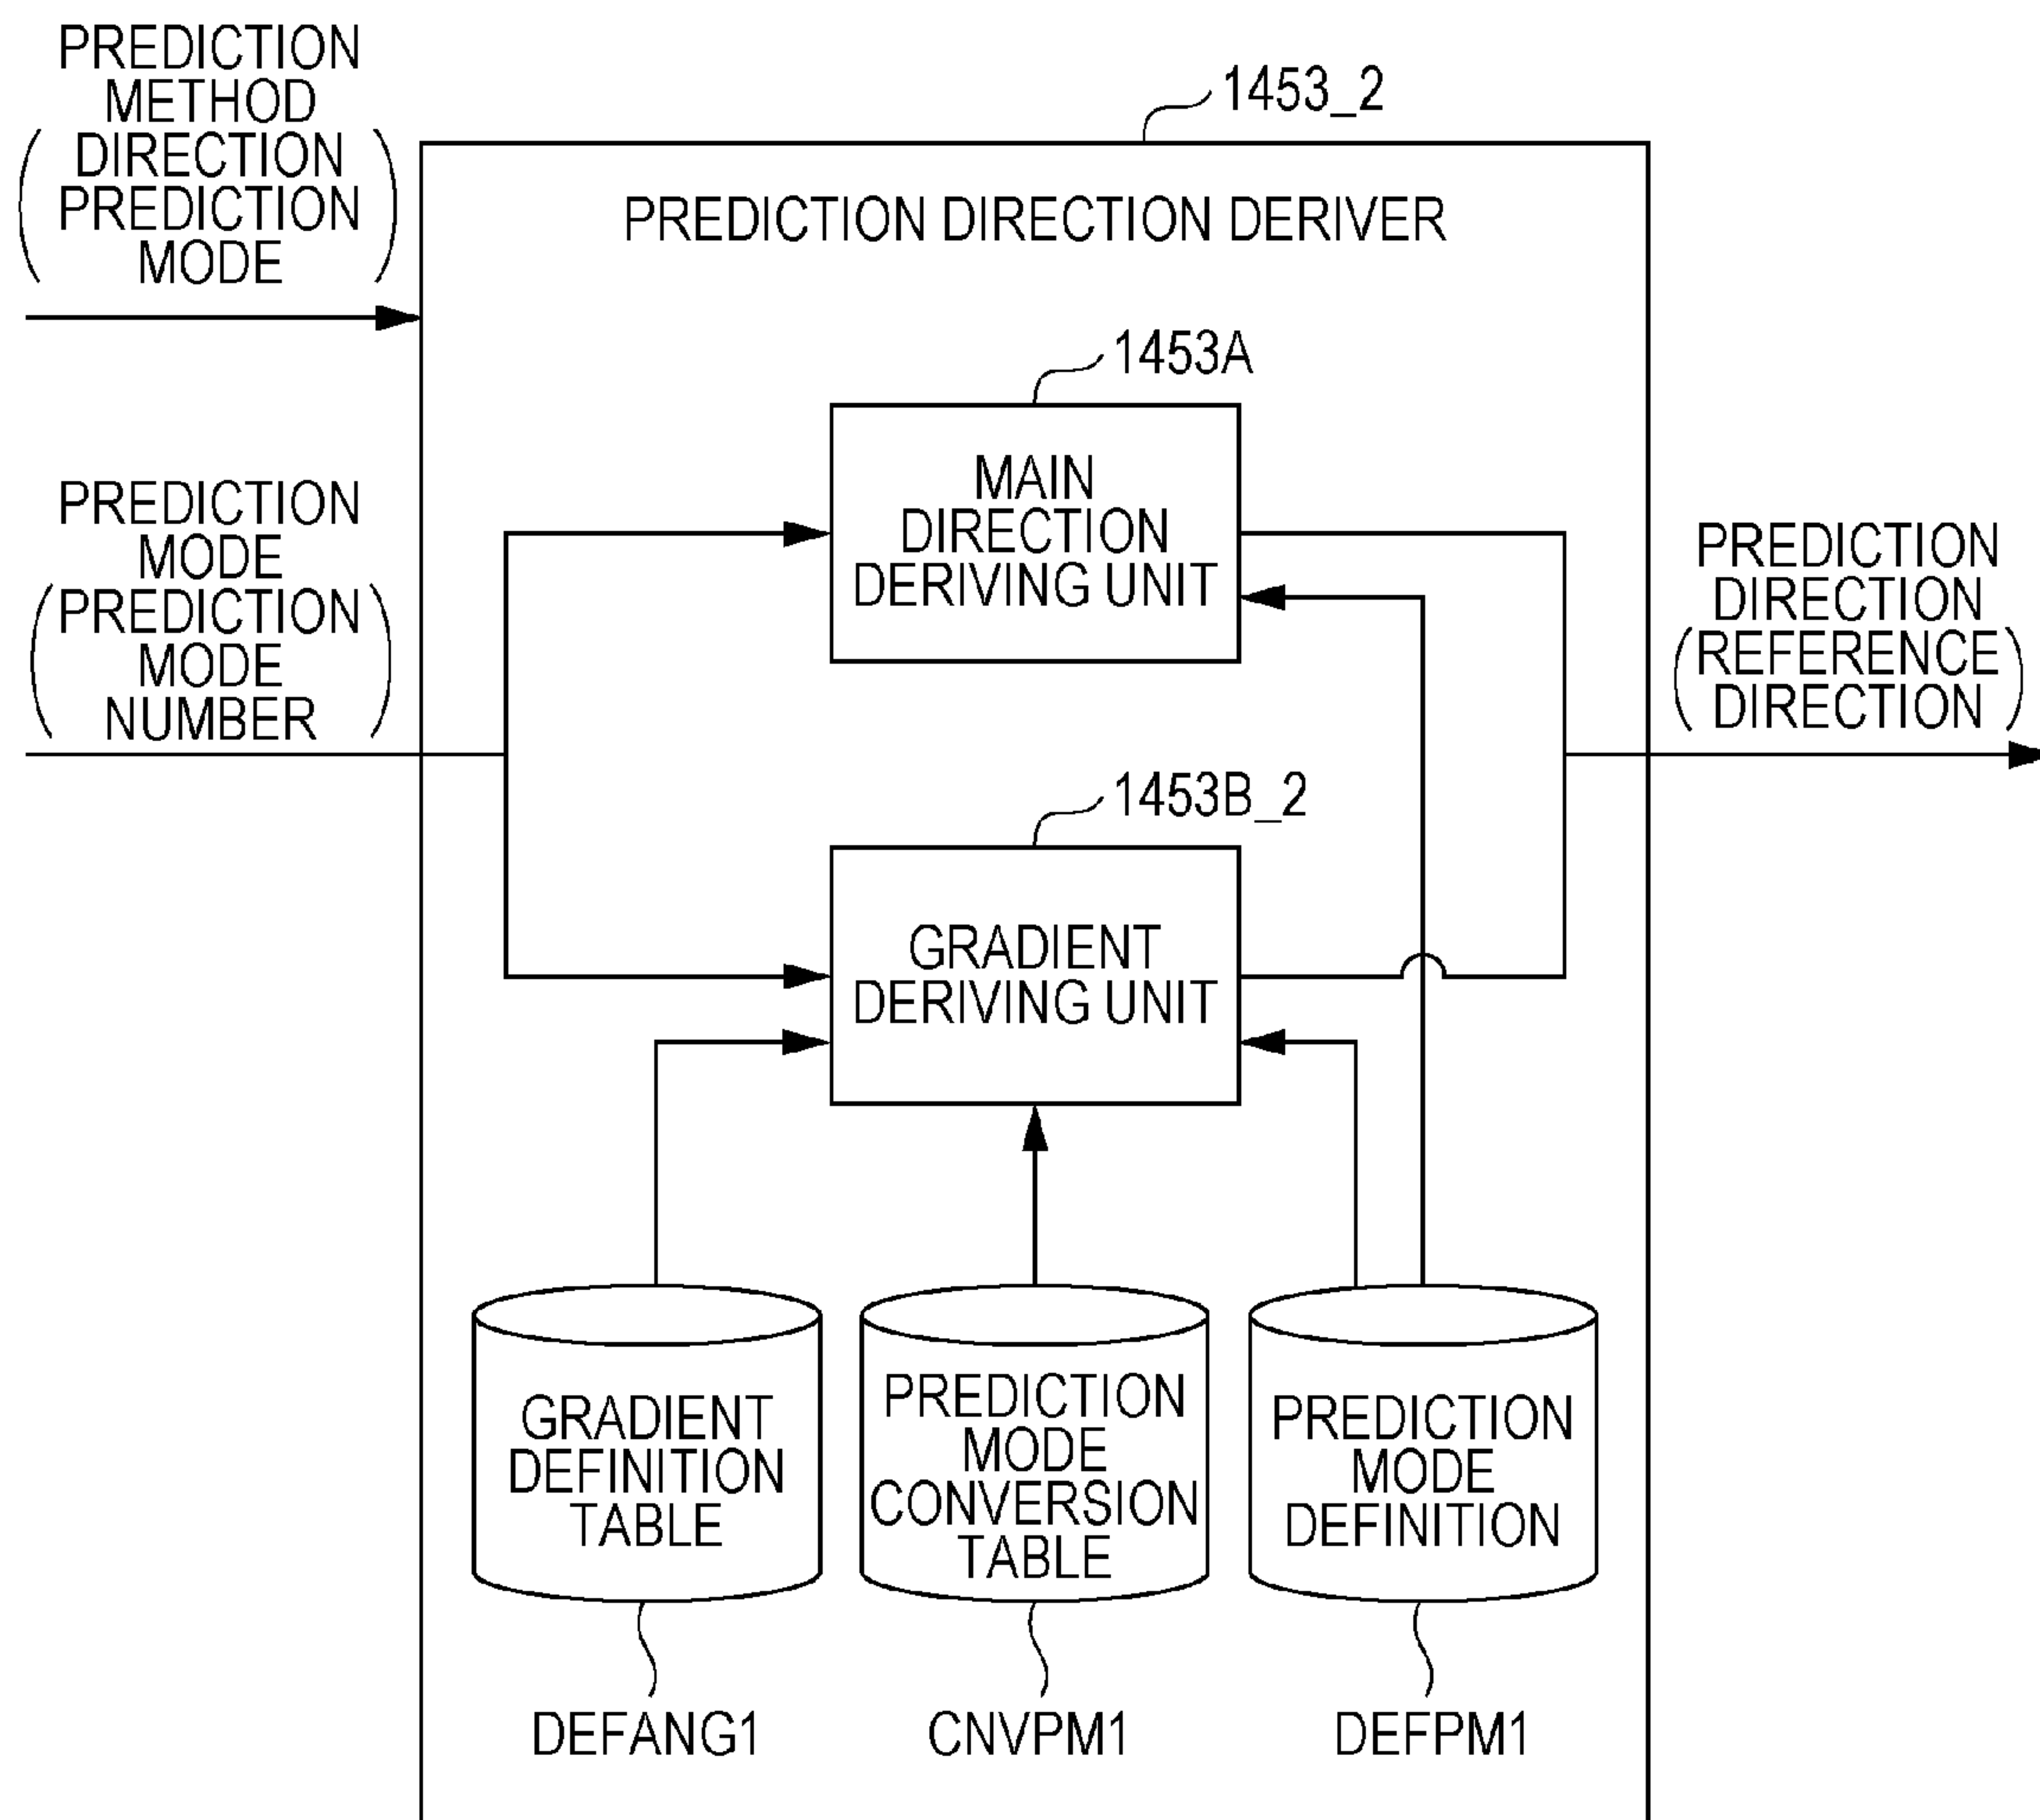 PREDICTION
METHOD
(DIRECTION
PREDICTION
MODE)
1453_2
PREDICTION DIRECTION DERIVER
1453A
MAIN
DIRECTION
DERIVING UNIT
PREDICTION
MODE
(PREDICTION
MODE
NUMBER)
PREDICTION
DIRECTION
(REFERENCE
DIRECTION)
1453B_2
GRADIENT
DERIVING UNIT
GRADIENT
DEFINITION
TABLE
PREDICTION
MODE
CONVERSION
TABLE
PREDICTION
MODE
DEFINITION
DEFANG1
CNVPM1
DEFPM1